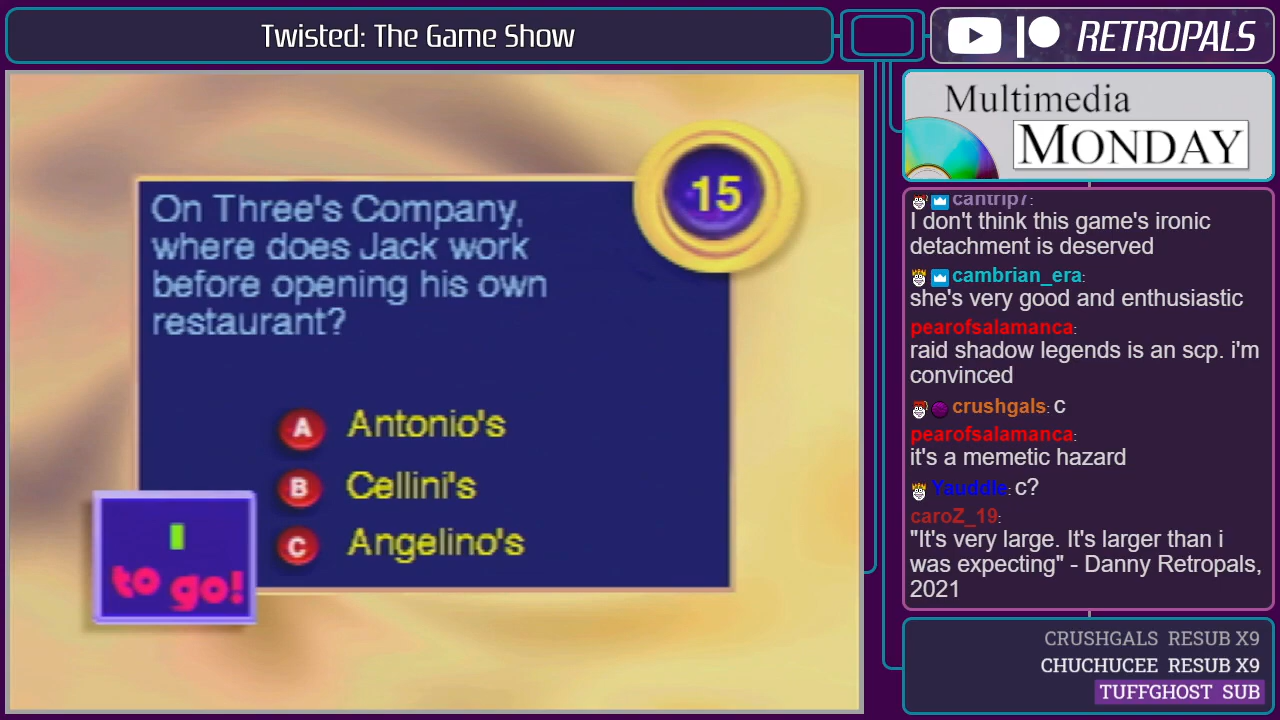 Twisted: The Game Show
RETROPALS
Multimedia
MONDAY
15
On Three's Company,
where does Jack work
before opening his own
restaurant?
A Antonio's
B Cellini's
C Angelino's
1
to go!
cantrip7:
I don't think this game's ironic
detachment is deserved
cambrian_era:
she's very good and enthusiastic
pearofsalamanca:
raid shadow legends is an scp. i'm
convinced
crushgals: c
pearofsalamanca:
it's a memetic hazard
Yauddle: c?
caroZ_19:
"It's very large. It's larger than i
was expecting" - Danny Retropals,
2021
CRUSHGALS RESUB X9
CHUCHUCEE RESUB X9
TUFFGHOST SUB